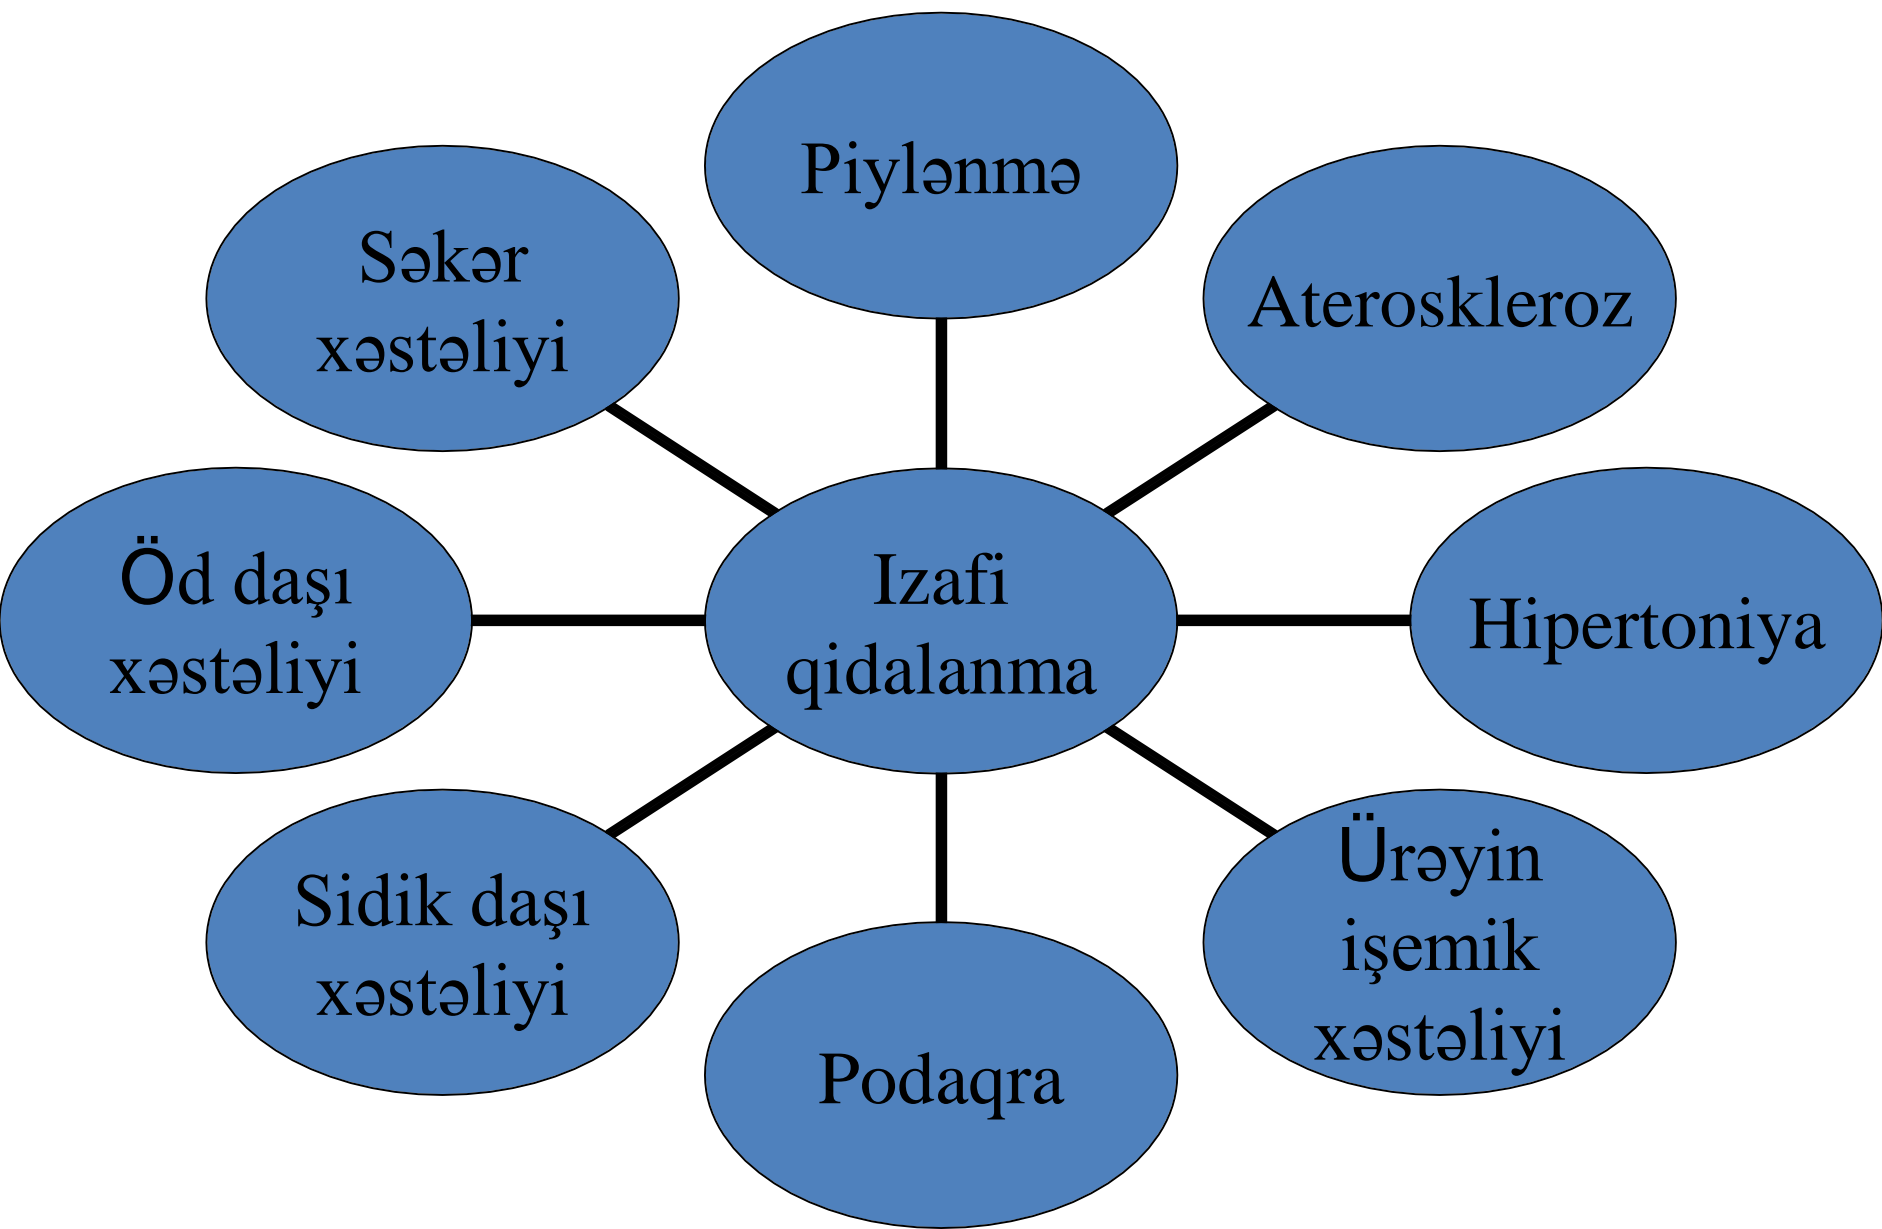 Piylənmə
Səkər
xəstəliyi
Ateroskleroz
Öd daşı
xəstəliyi
Izafi
qidalanma
Hipertoniya
Sidik daşı
xəstəliyi
Ürəyin
işemik
xəstəliyi
Podaqra